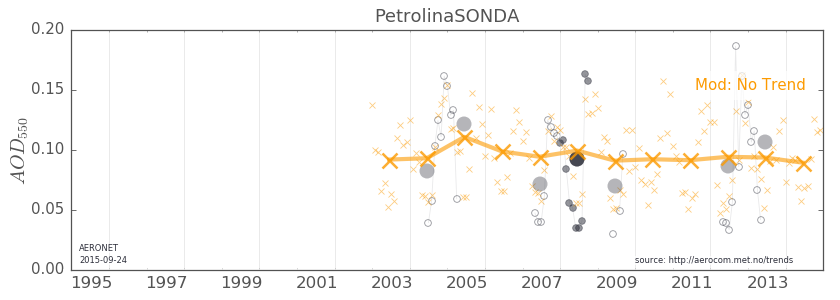 PetrolinaSONDA
0.20
0.15
0.10
0.05
0.00
AOD550
Mod: No Trend
AERONET
2015-09-24
source: http://aerocom.met.no/trends
1995 1997 1999 2001 2003 2005 2007 2009 2011 2013